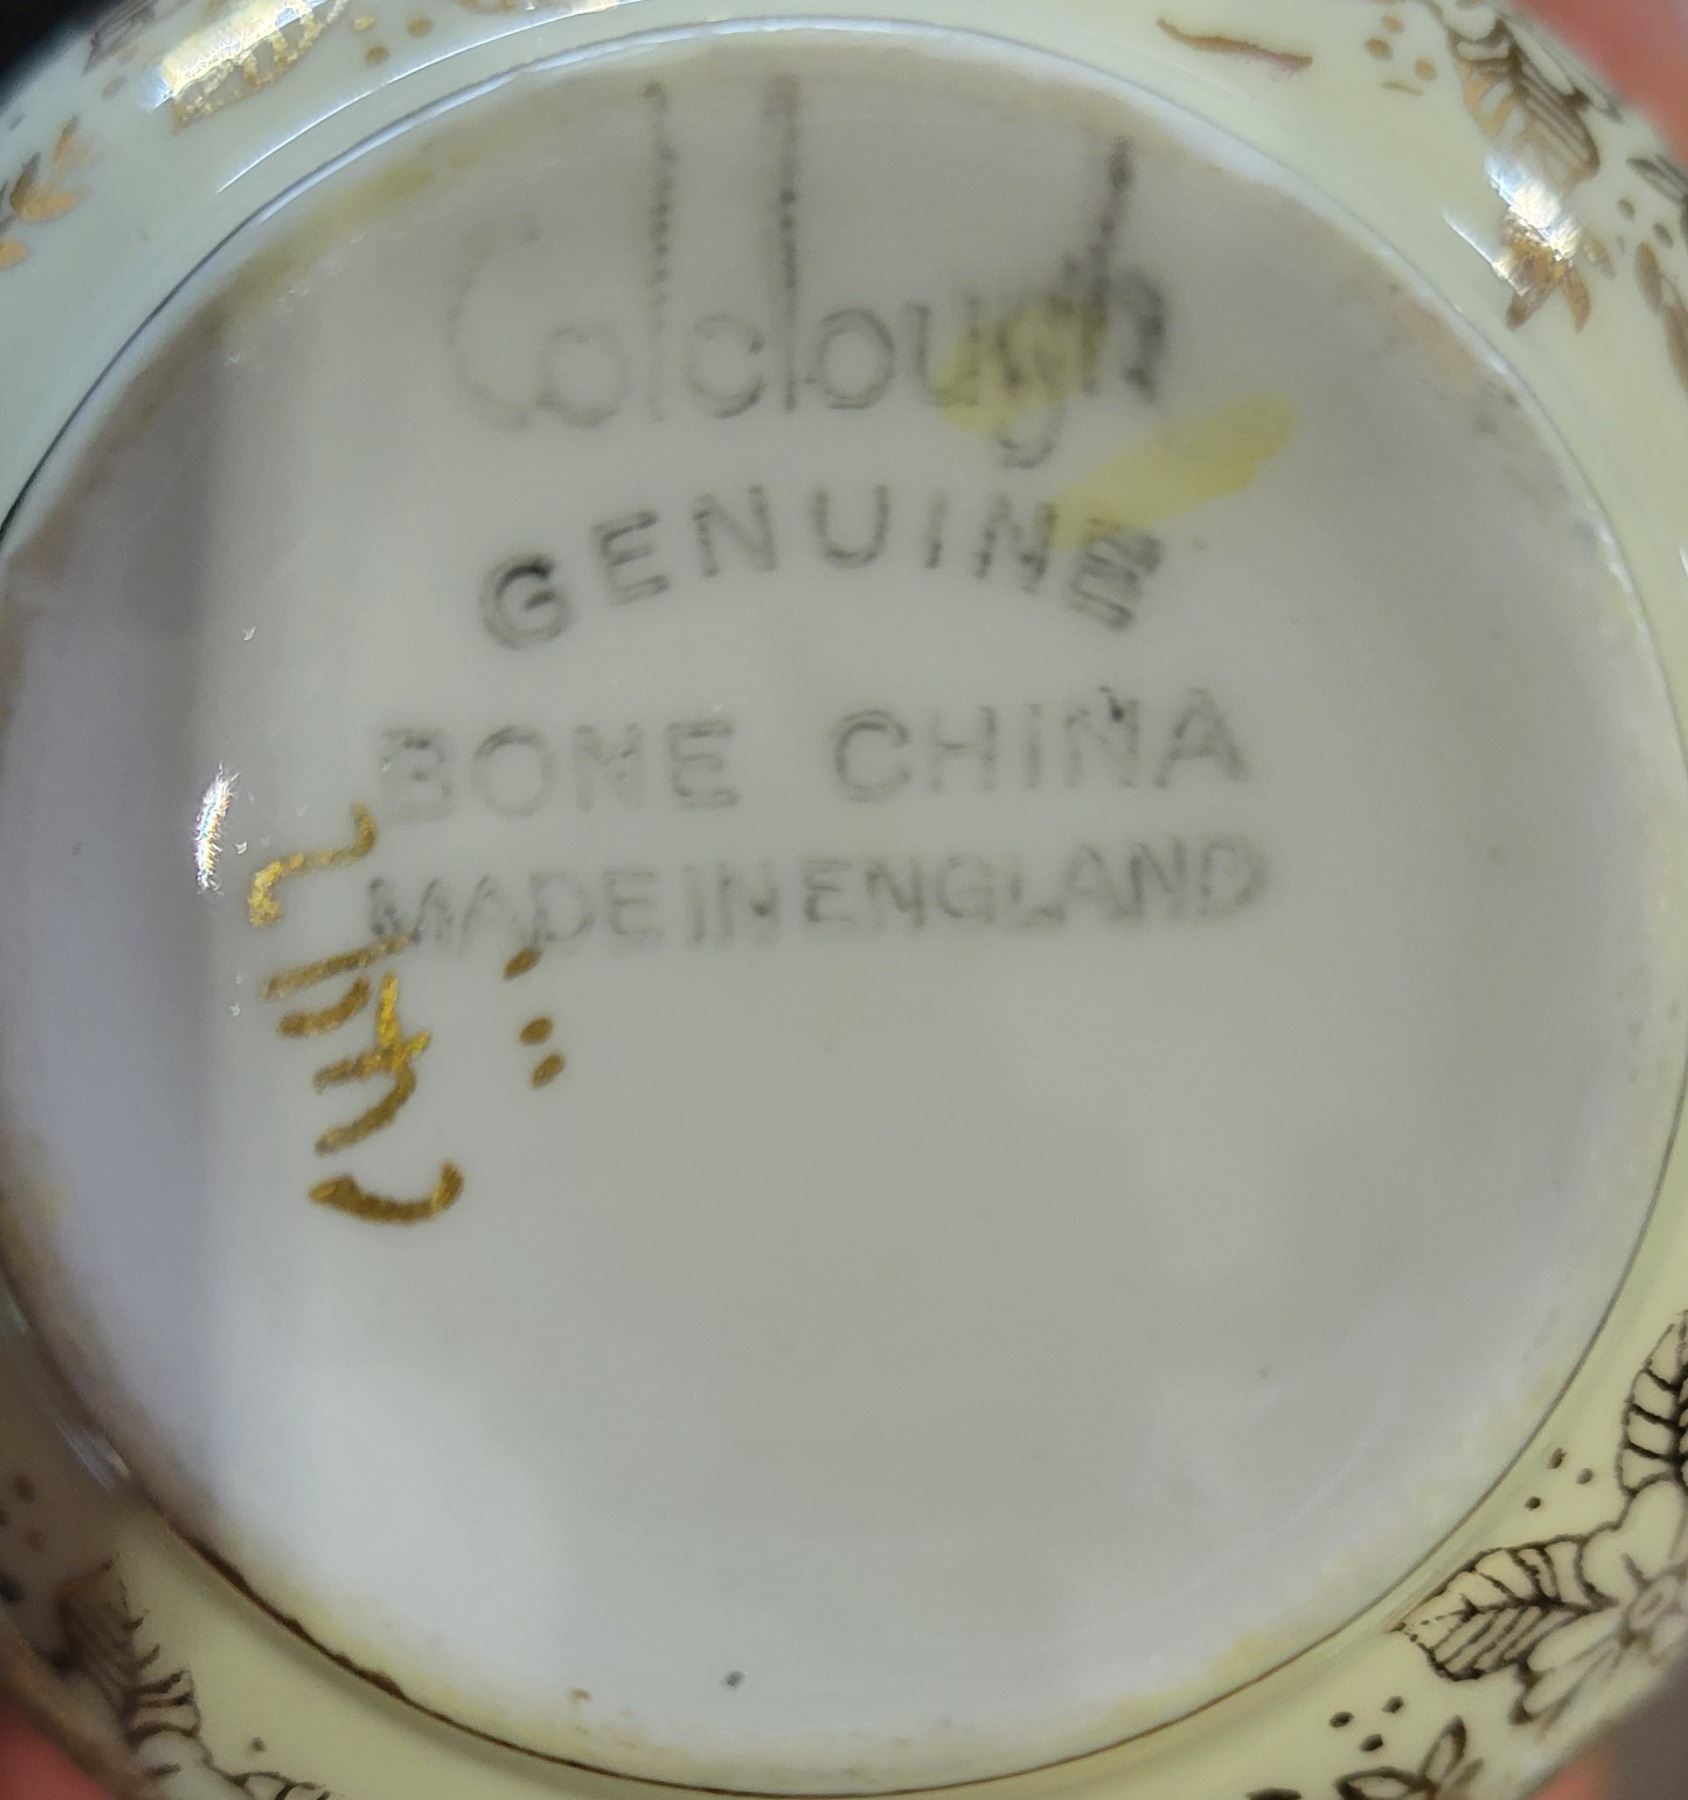 Colclough
GENUINE
BONE CHINA
MADE IN ENGLAND